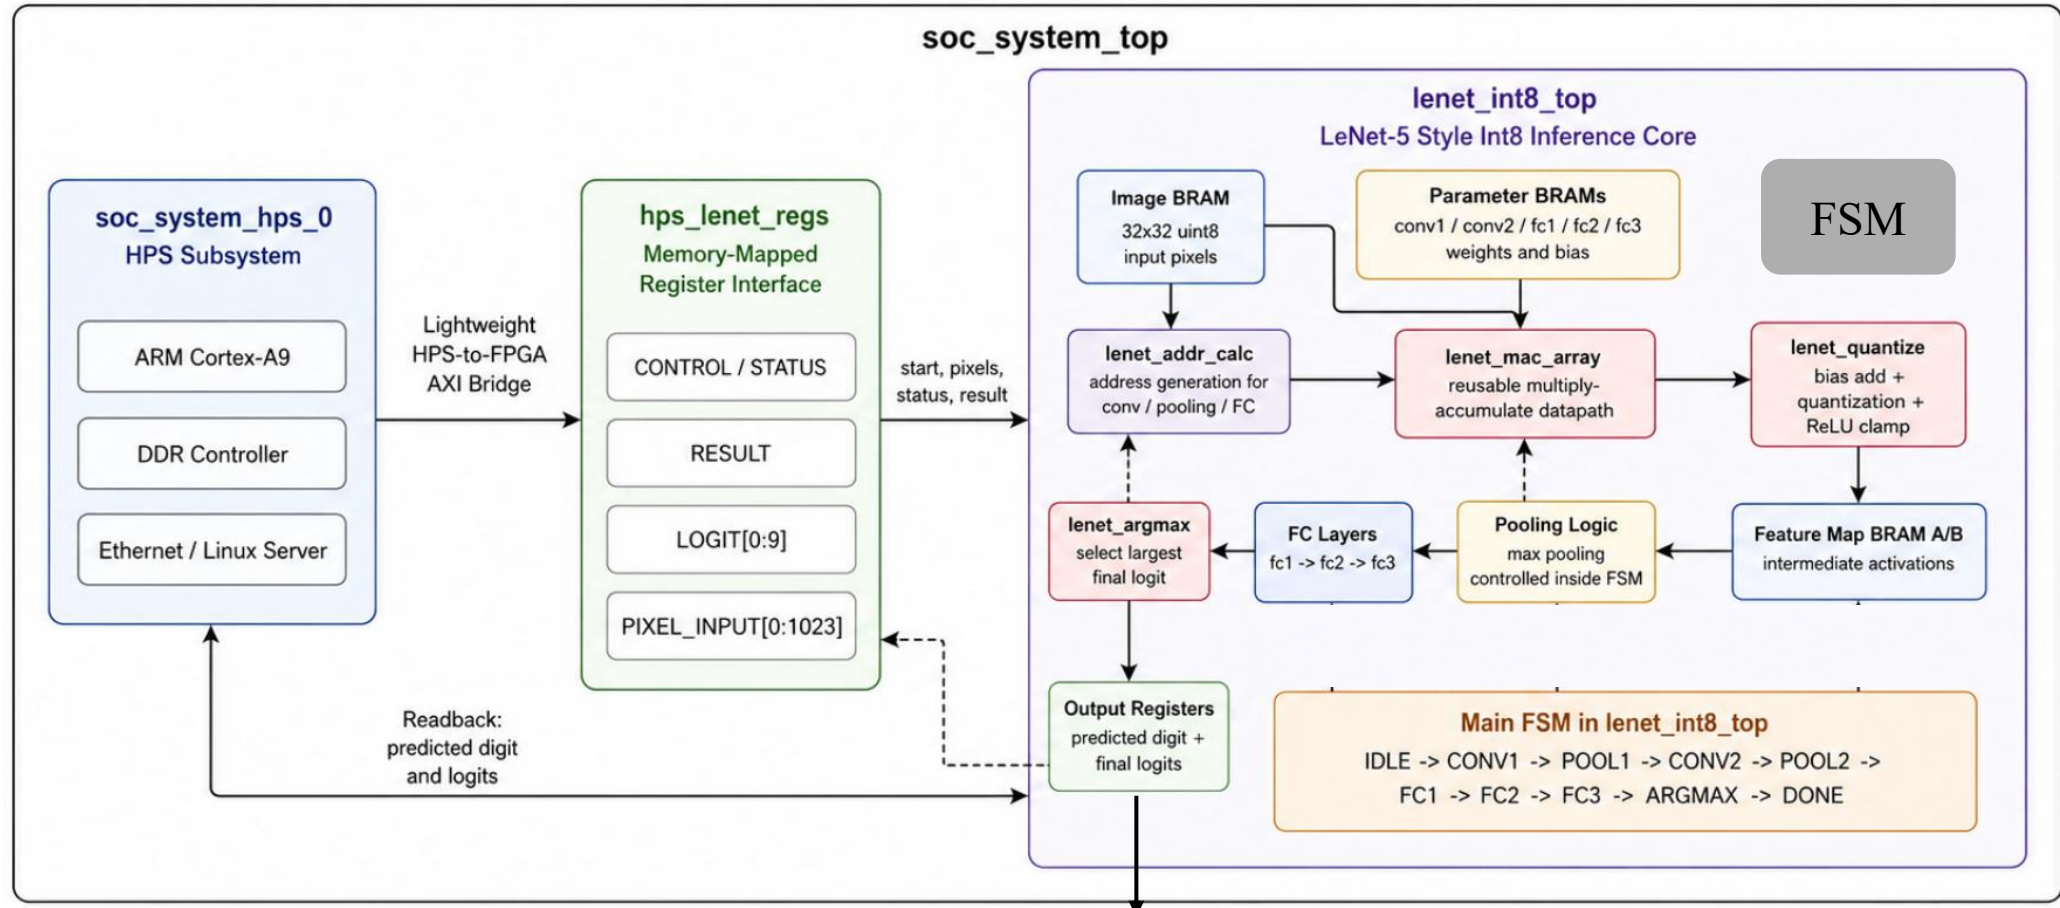 soc_system_top
soc_system_hps_0
HPS Subsystem
ARM Cortex-A9
DDR Controller
Ethernet / Linux Server
Lightweight
HPS-to-FPGA
AXI Bridge
hps_lenet_regs
Memory-Mapped
Register Interface
CONTROL / STATUS
RESULT
LOGIT[0:9]
PIXEL_INPUT[0:1023]
start, pixels,
status, result
Readback:
predicted digit
and logits
lenet_int8_top
LeNet-5 Style Int8 Inference Core
Image BRAM
32x32 uint8
input pixels
Parameter BRAMs
conv1 / conv2 / fc1 / fc2 / fc3
weights and bias
FSM
lenet_addr_calc
address generation for
conv / pooling / FC
lenet_mac_array
reusable multiply-
accumulate datapath
lenet_quantize
bias add +
quantization +
ReLU clamp
lenet_argmax
select largest
final logit
FC Layers
fc1 -> fc2 -> fc3
Pooling Logic
max pooling
controlled inside FSM
Feature Map BRAM A/B
intermediate activations
Output Registers
predicted digit +
final logits
Main FSM in lenet_int8_top
IDLE -> CONV1 -> POOL1 -> CONV2 -> POOL2 ->
FC1 -> FC2 -> FC3 -> ARGMAX -> DONE